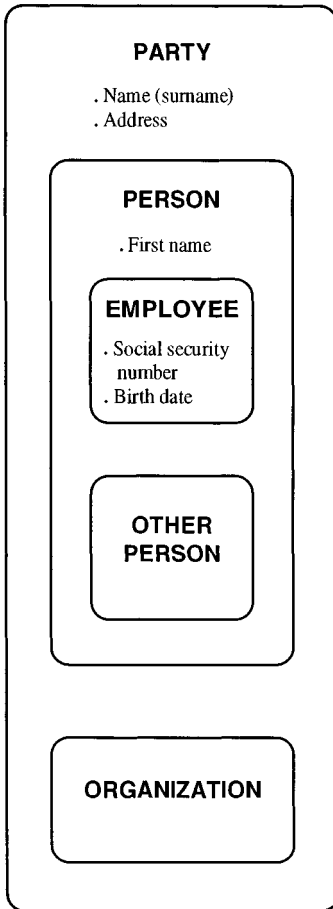 PARTY
. Name (surname)
. Address
PERSON
. First name
EMPLOYEE
. Social security
number
. Birth date
OTHER
PERSON
ORGANIZATION